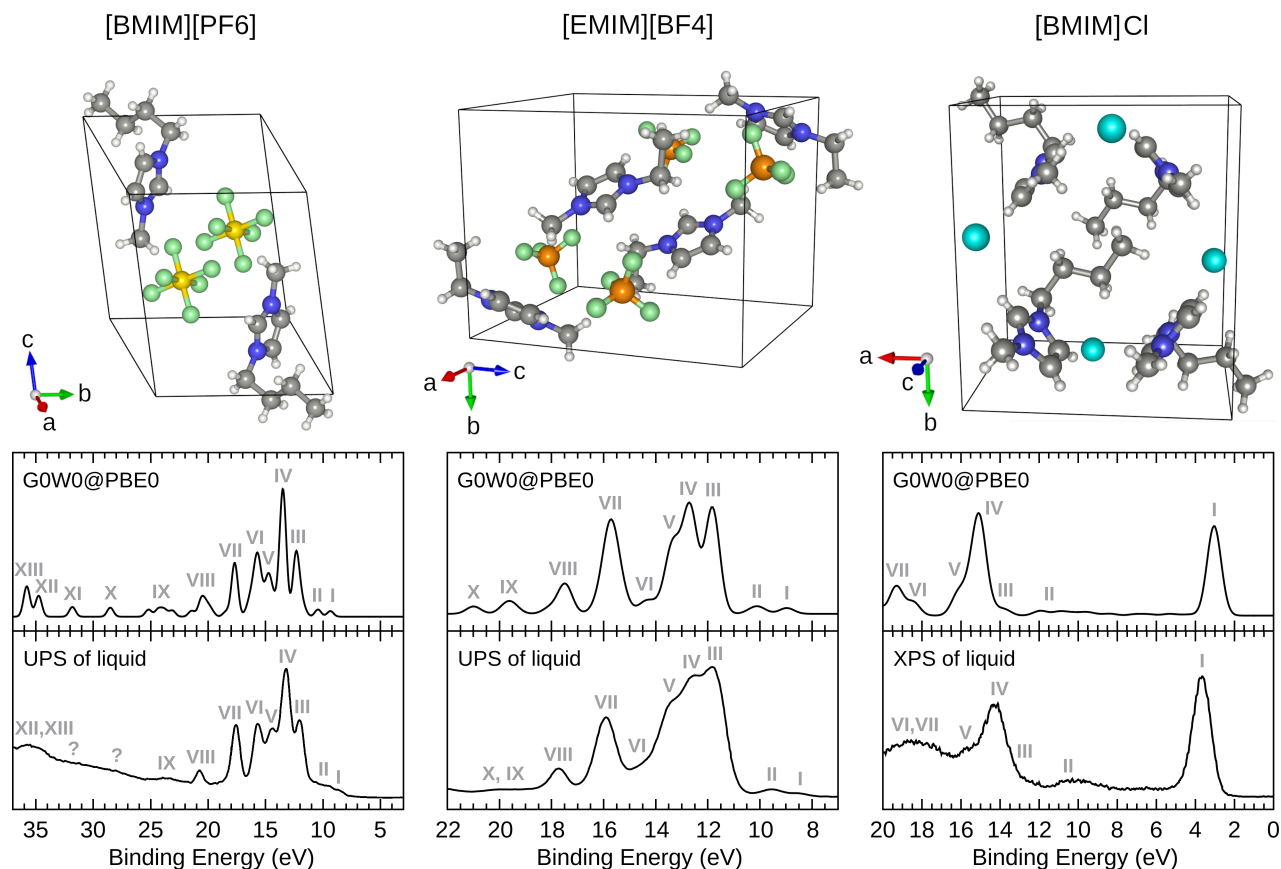 [BMIM][PF6] [EMIM][BF4] [BMIM]Cl
c b a
a c b
a c b
G0W0@PBE0
XIII XII XI X IX VIII VII VI V IV III II I
UPS of liquid
XII,XIII ? ? IX VIII VII VI V IV III II I
35 30 25 20 15 10 5
Binding Energy (eV)
G0W0@PBE0
X IX VIII VII VI V IV III II I
UPS of liquid
X, IX VIII VII VI V IV III II I
22 20 18 16 14 12 10 8
Binding Energy (eV)
G0W0@PBE0
VII VI V IV III II I
XPS of liquid
VI,VII V IV III II I
20 18 16 14 12 10 8 6 4 2 0
Binding Energy (eV)